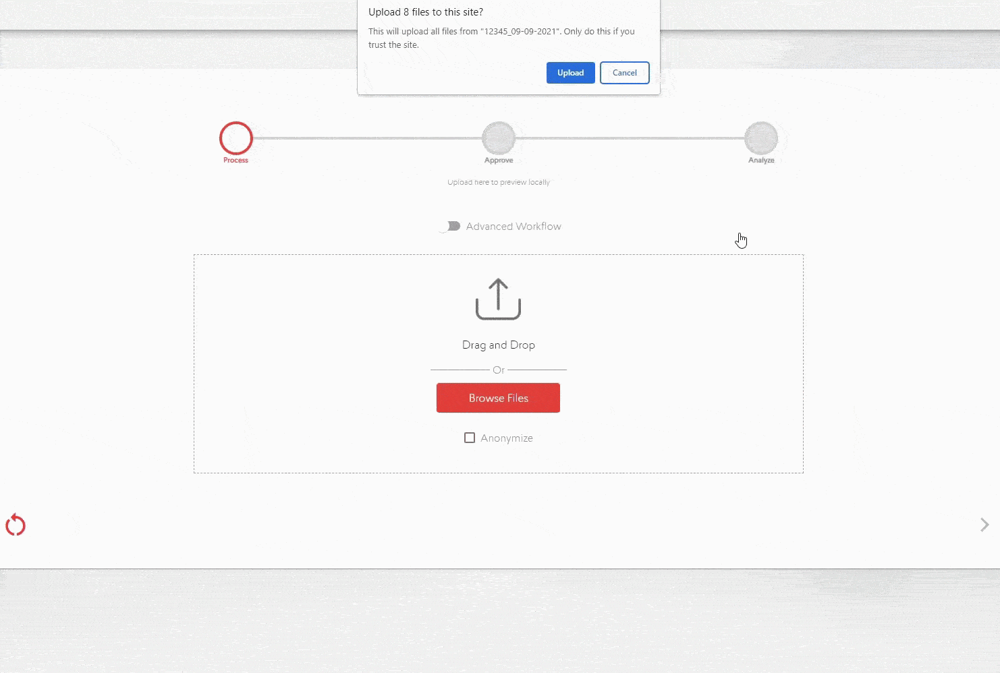 Upload 8 files to this site?
This will upload all files from "12345_09-09-2021". Only do this if you
trust the site.
Upload Cancel
Process Approve Analyze
Upload here to preview locally
Advanced Workflow
Drag and Drop
Or
Browse Files
Anonymize